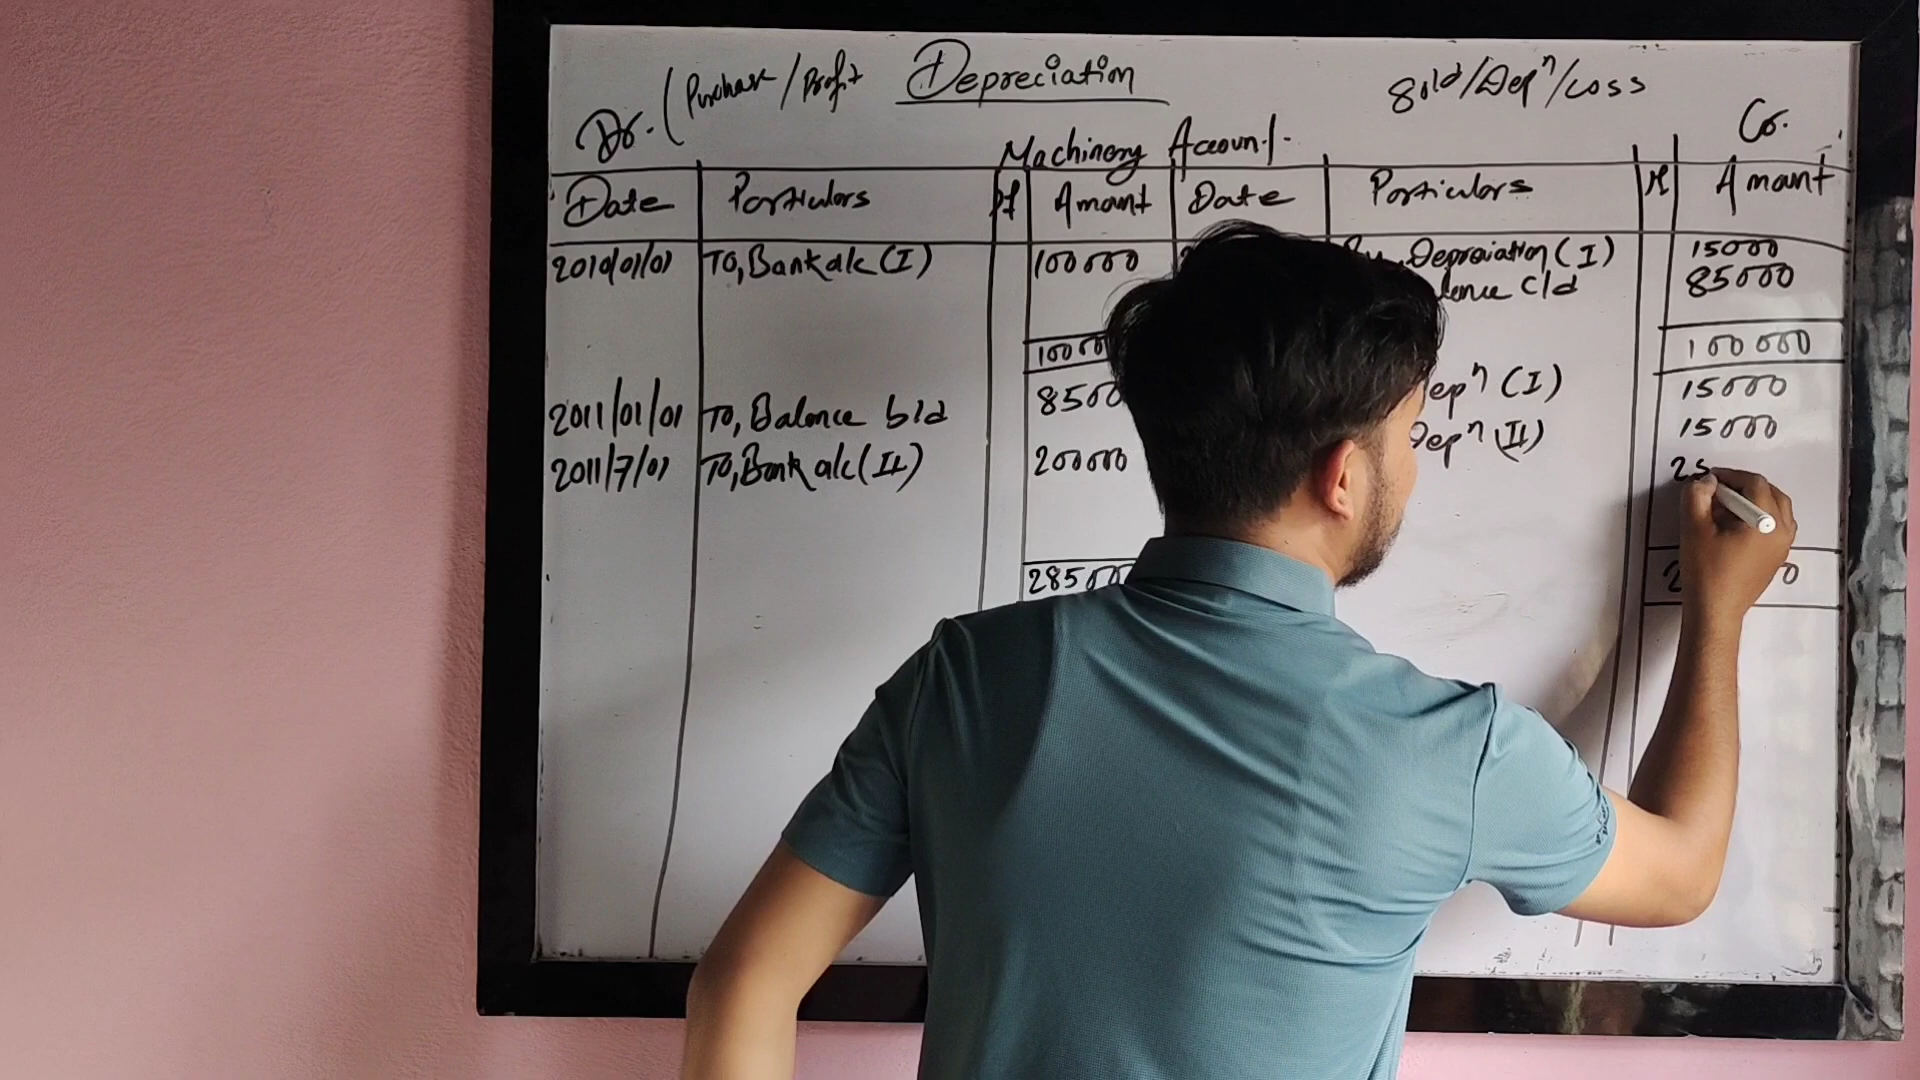 Depreciation
Dr. (Purchase/Profit
Sold/Depn/Loss
Cr.
Machinery Account.
Date Particulars Amount Date Particulars Amount
2010/01/01 TO, Bank a/c (I) 100000 Depreciation (I) 15000
c/d 85000
100000
2011/01/01 TO, Balance b/d epn (I) 15000
2011/7/01 TO, Bank a/c (II) 200000 Depn (II) 15000
25
285000